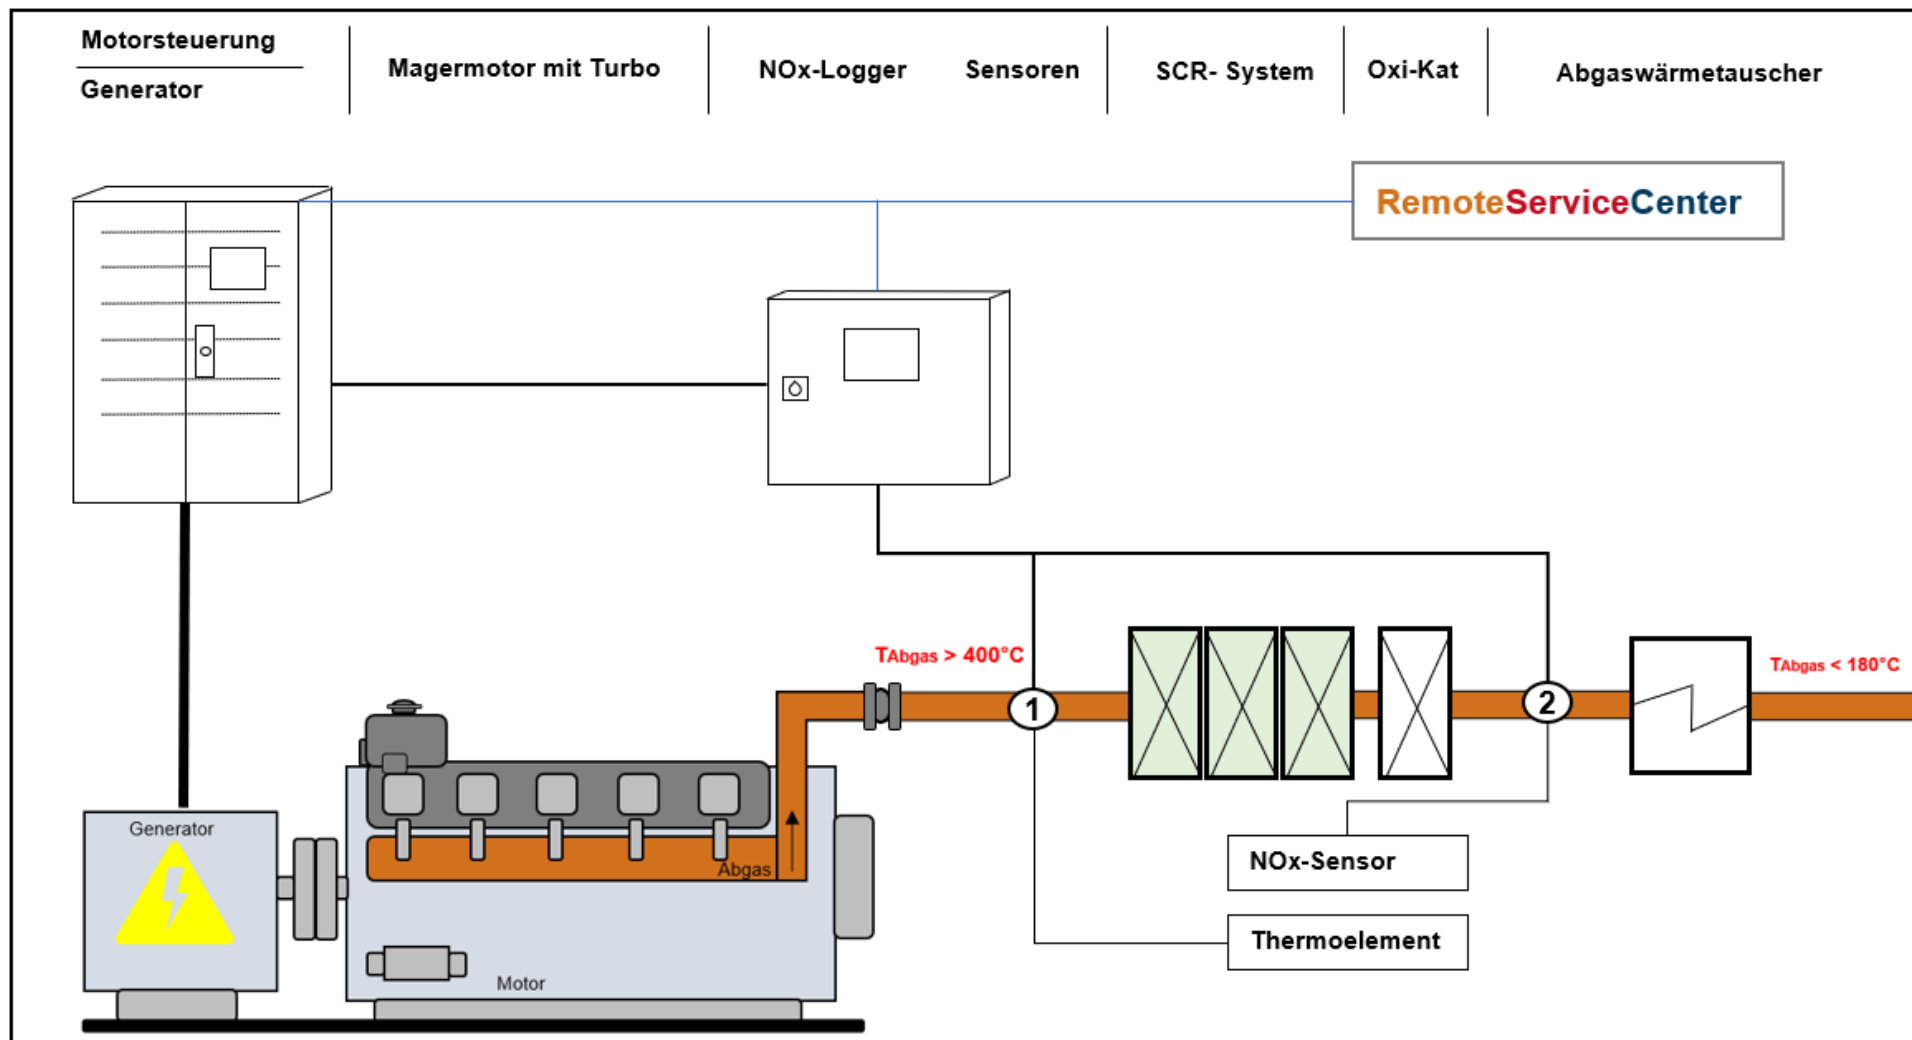 Motorsteuerung
Generator
Magermotor mit Turbo
NOx-Logger
Sensoren
SCR- System
Oxi-Kat
Abgaswärmetauscher
RemoteServiceCenter
TAbgas > 400°C
TAbgas < 180°C
1
2
Generator
Abgas
Motor
NOx-Sensor
Thermoelement